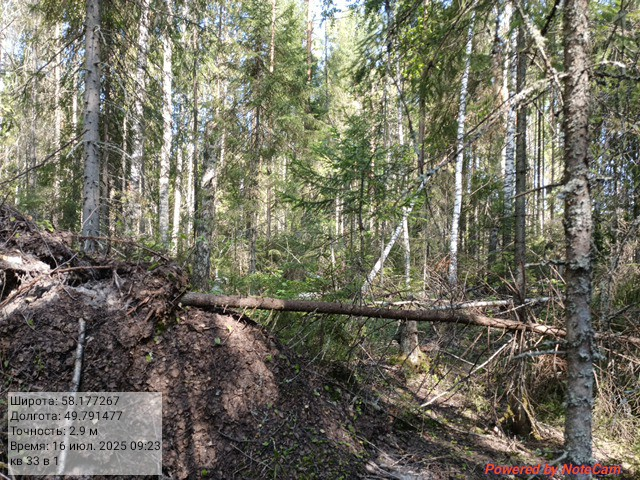 Широта: 58.177267
Долгота: 49.791477
Точность: 2.9 м
Время: 16 июл. 2025 09:23
кв 33 в 1
Powered by NoteCam